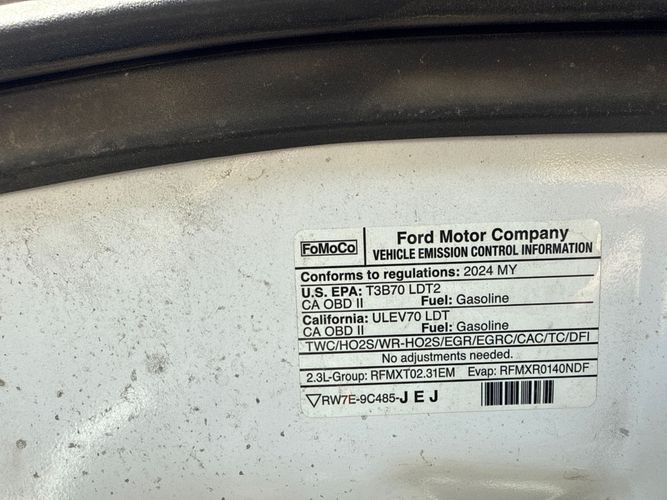 FoMoCo
Ford Motor Company
VEHICLE EMISSION CONTROL INFORMATION
Conforms to regulations: 2024 MY
U.S. EPA: T3B70 LDT2
CA OBD II Fuel: Gasoline
California: ULEV70 LDT
CA OBD II Fuel: Gasoline
TWC/HO2S/WR-HO2S/EGR/EGRC/CAC/TC/DFI
No adjustments needed.
2.3L-Group: RFMXT02.31EM Evap: RFMXR0140NDF
▽RW7E-9C485-JEJ